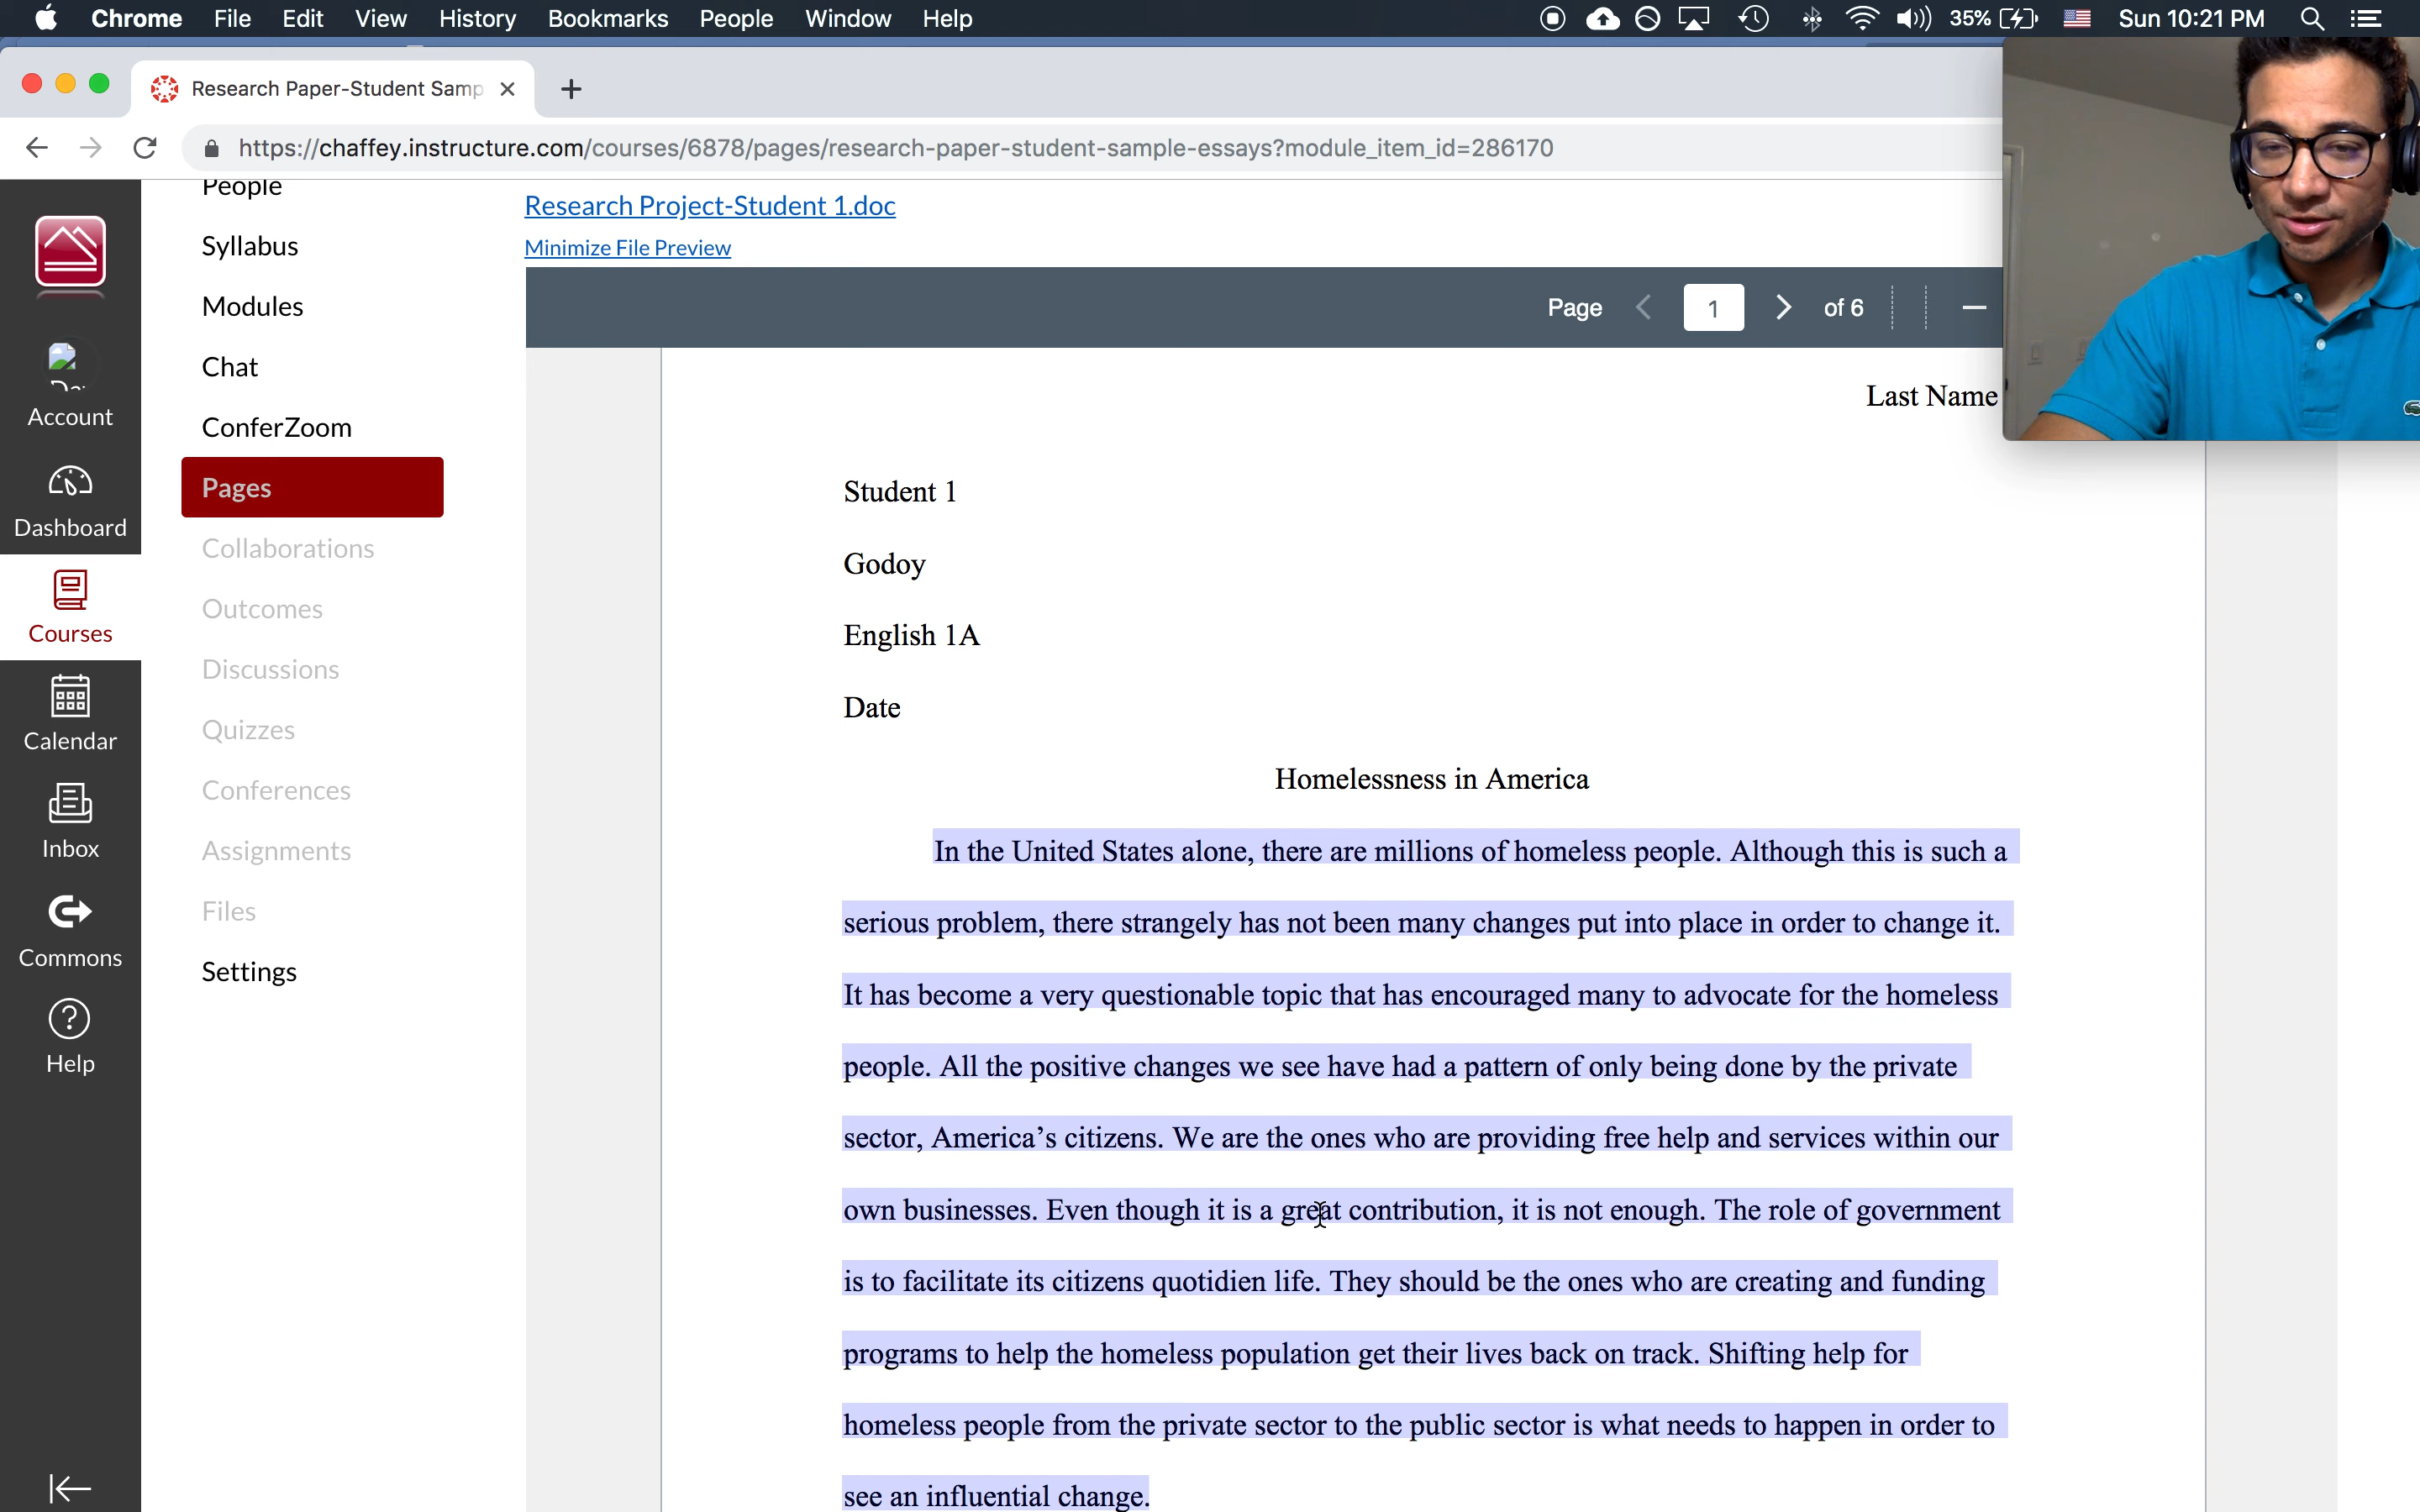 Chrome File Edit View History Bookmarks People Window Help 35% Sun 10:21 PM
Research Paper-Student Samp
https://chaffey.instructure.com/courses/6878/pages/research-paper-student-sample-essays?module_item_id=286170
Account
Dashboard
Courses
Calendar
Inbox
Commons
Help
People
Syllabus
Modules
Chat
ConferZoom
Pages
Collaborations
Outcomes
Discussions
Quizzes
Conferences
Assignments
Files
Settings
Research Project-Student 1.doc
Minimize File Preview
Page 1 of 6
Last Name
Student 1
Godoy
English 1A
Date
Homelessness in America
In the United States alone, there are millions of homeless people. Although this is such a
serious problem, there strangely has not been many changes put into place in order to change it.
It has become a very questionable topic that has encouraged many to advocate for the homeless
people. All the positive changes we see have had a pattern of only being done by the private
sector, America’s citizens. We are the ones who are providing free help and services within our
own businesses. Even though it is a great contribution, it is not enough. The role of government
is to facilitate its citizens quotidien life. They should be the ones who are creating and funding
programs to help the homeless population get their lives back on track. Shifting help for
homeless people from the private sector to the public sector is what needs to happen in order to
see an influential change.